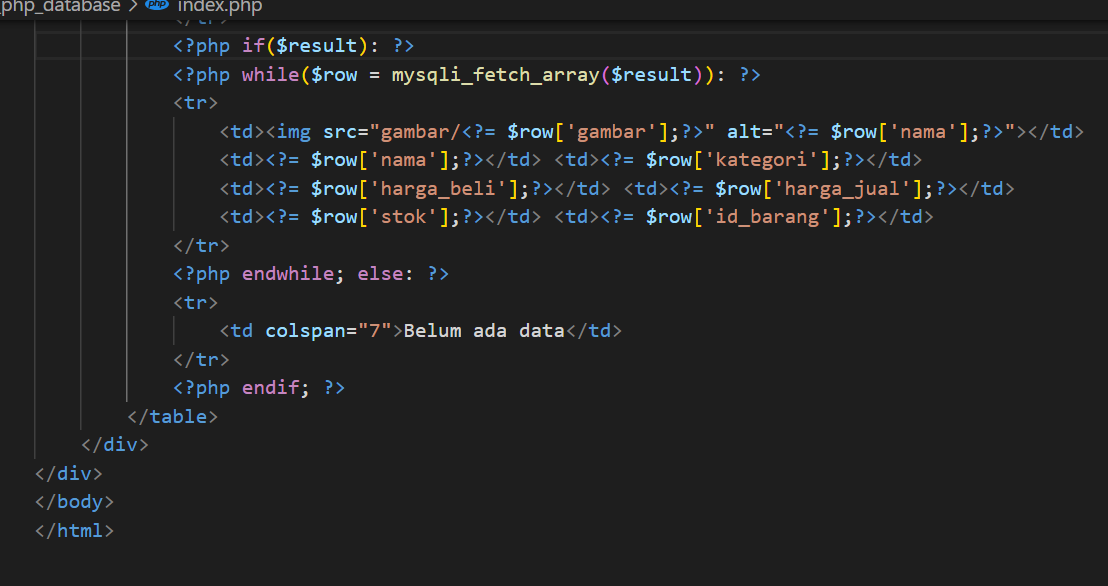 php_database > php index.php
</tr>
<?php if($result): ?>
<?php while($row = mysqli_fetch_array($result)): ?>
<tr>
<td><img src="gambar/<?= $row['gambar'];?>" alt="<?= $row['nama'];?>"></td>
<td><?= $row['nama'];?></td> <td><?= $row['kategori'];?></td>
<td><?= $row['harga_beli'];?></td> <td><?= $row['harga_jual'];?></td>
<td><?= $row['stok'];?></td> <td><?= $row['id_barang'];?></td>
</tr>
<?php endwhile; else: ?>
<tr>
<td colspan="7">Belum ada data</td>
</tr>
<?php endif; ?>
</table>
</div>
</div>
</body>
</html>